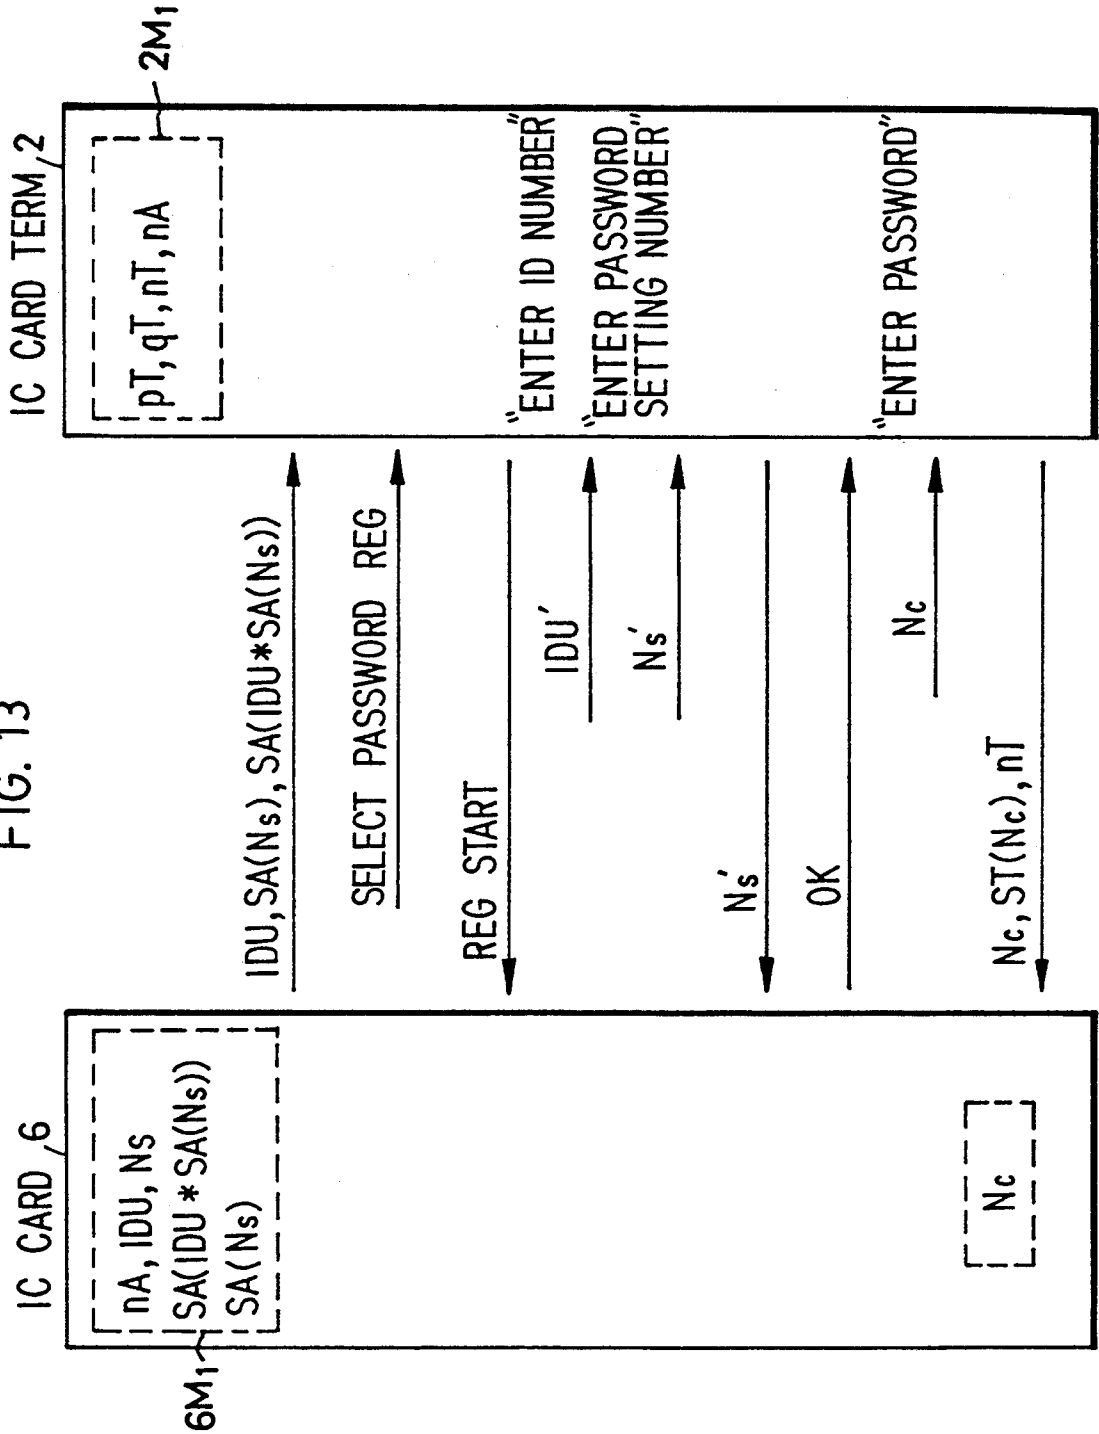 FIG. 13
IC CARD 6
nA, IDU, Ns
SA(IDU*SA(Ns))
SA(Ns)
6M1
Nc
IDU, SA(Ns), SA(IDU*SA(Ns))
SELECT PASSWORD REG
REG START
IDU'
Ns'
Ns'
OK
Nc
Nc, ST(Nc), nT
IC CARD TERM 2
pT, qT, nT, nA
2M1
"ENTER ID NUMBER"
"ENTER PASSWORD
SETTING NUMBER"
"ENTER PASSWORD"